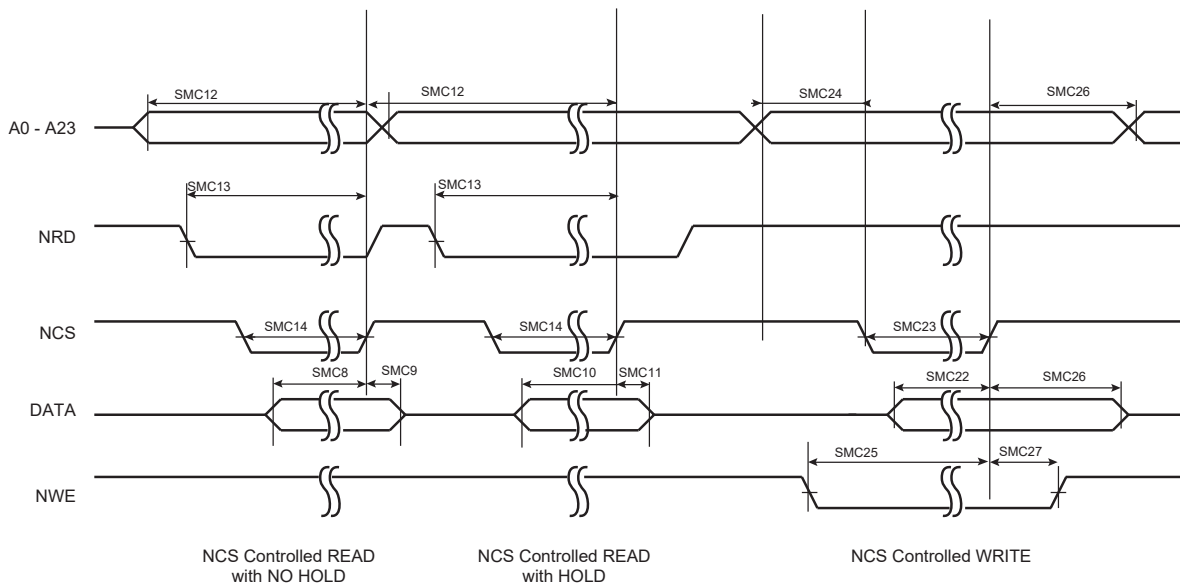 SMC12
SMC12
SMC24
SMC26
A0 - A23
SMC13
SMC13
NRD
NCS
SMC14
SMC14
SMC23
SMC8
SMC9
SMC10
SMC11
SMC22
SMC26
DATA
SMC25
SMC27
NWE
NCS Controlled READ
with NO HOLD
NCS Controlled READ
with HOLD
NCS Controlled WRITE